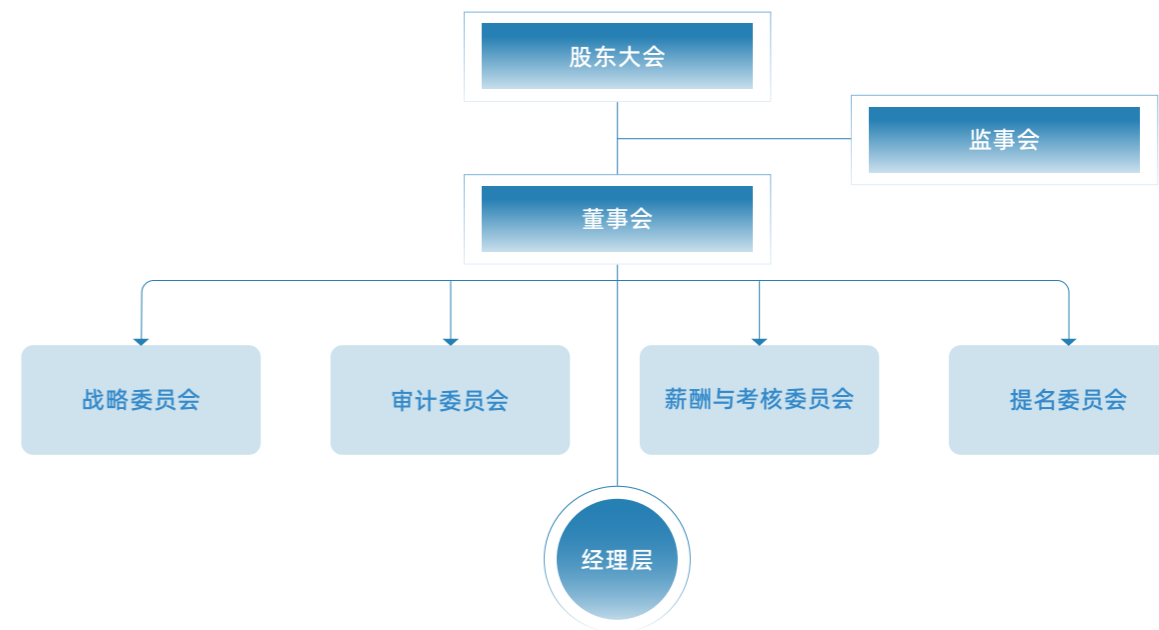 股东大会
监事会
董事会
战略委员会
审计委员会
薪酬与考核委员会
提名委员会
经理层